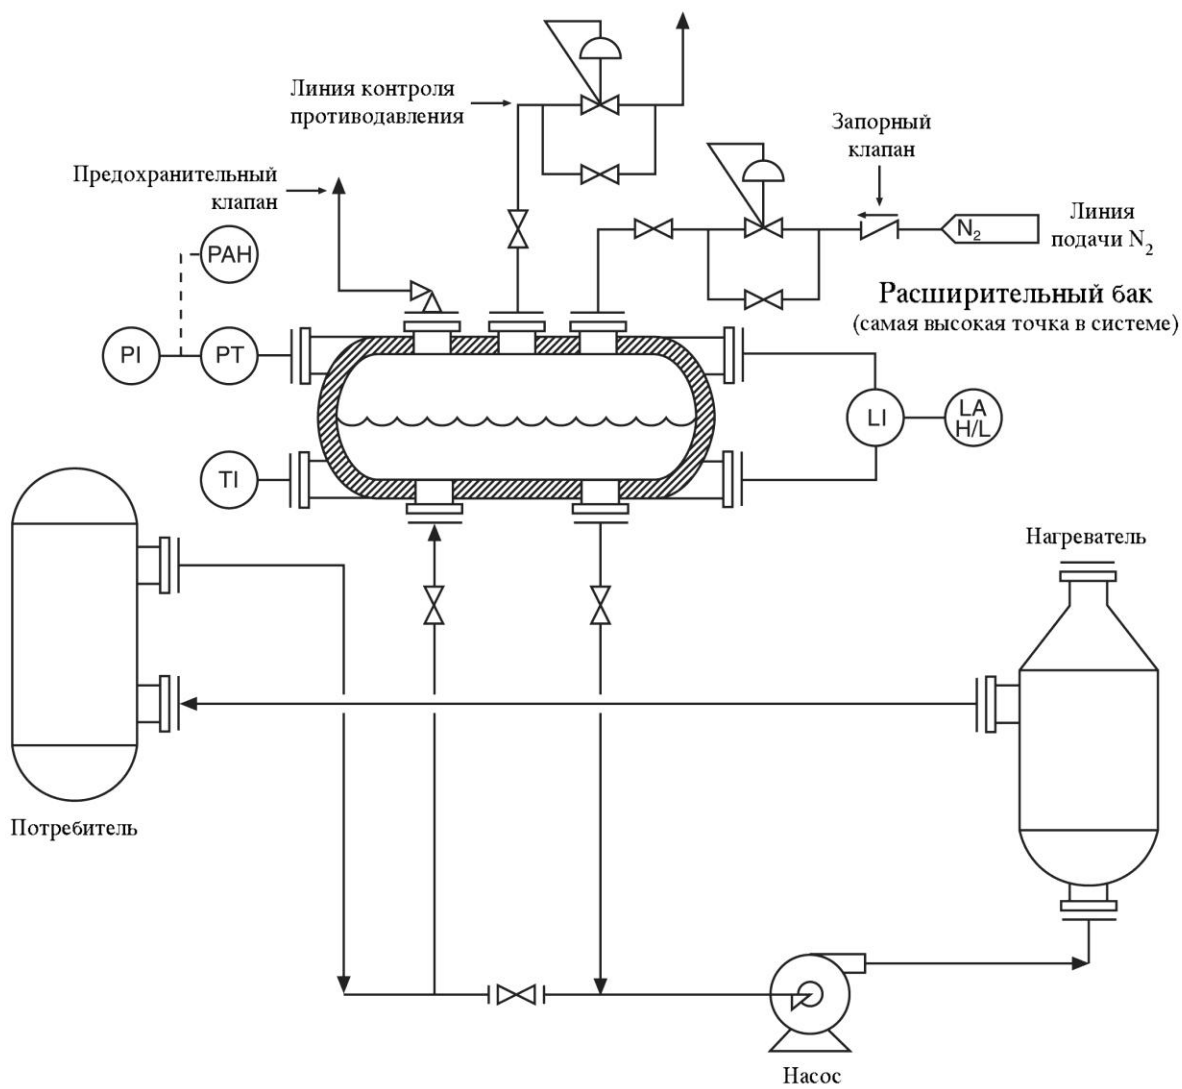 Линия контроля
противодавления
Запорный
клапан
Предохранительный
клапан
N2
Линия
подачи N2
PAH
Расширительный бак
(самая высокая точка в системе)
PI
PT
LI
LA
H/L
TI
Нагреватель
Потребитель
Насос